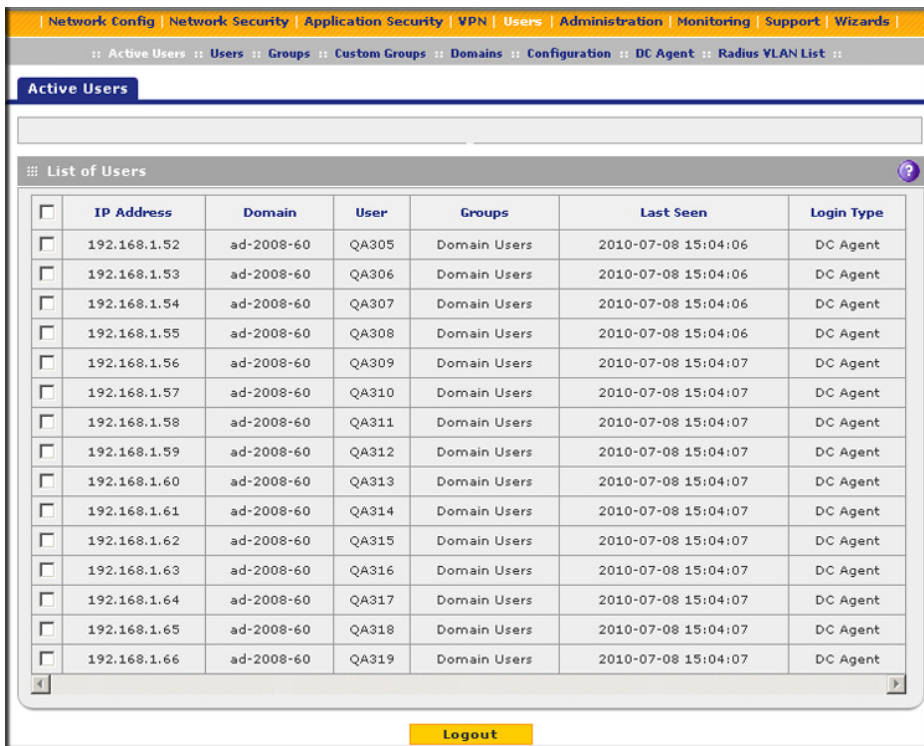 | Network Config | Network Security | Application Security | VPN | Users | Administration | Monitoring | Support | Wizards |
:: Active Users :: Users :: Groups :: Custom Groups :: Domains :: Configuration :: DC Agent :: Radius VLAN List ::
Active Users
List of Users ?
IP Address Domain User Groups Last Seen Login Type
192.168.1.52 ad-2008-60 QA305 Domain Users 2010-07-08 15:04:06 DC Agent
192.168.1.53 ad-2008-60 QA306 Domain Users 2010-07-08 15:04:06 DC Agent
192.168.1.54 ad-2008-60 QA307 Domain Users 2010-07-08 15:04:06 DC Agent
192.168.1.55 ad-2008-60 QA308 Domain Users 2010-07-08 15:04:06 DC Agent
192.168.1.56 ad-2008-60 QA309 Domain Users 2010-07-08 15:04:07 DC Agent
192.168.1.57 ad-2008-60 QA310 Domain Users 2010-07-08 15:04:07 DC Agent
192.168.1.58 ad-2008-60 QA311 Domain Users 2010-07-08 15:04:07 DC Agent
192.168.1.59 ad-2008-60 QA312 Domain Users 2010-07-08 15:04:07 DC Agent
192.168.1.60 ad-2008-60 QA313 Domain Users 2010-07-08 15:04:07 DC Agent
192.168.1.61 ad-2008-60 QA314 Domain Users 2010-07-08 15:04:07 DC Agent
192.168.1.62 ad-2008-60 QA315 Domain Users 2010-07-08 15:04:07 DC Agent
192.168.1.63 ad-2008-60 QA316 Domain Users 2010-07-08 15:04:07 DC Agent
192.168.1.64 ad-2008-60 QA317 Domain Users 2010-07-08 15:04:07 DC Agent
192.168.1.65 ad-2008-60 QA318 Domain Users 2010-07-08 15:04:07 DC Agent
192.168.1.66 ad-2008-60 QA319 Domain Users 2010-07-08 15:04:07 DC Agent
Logout